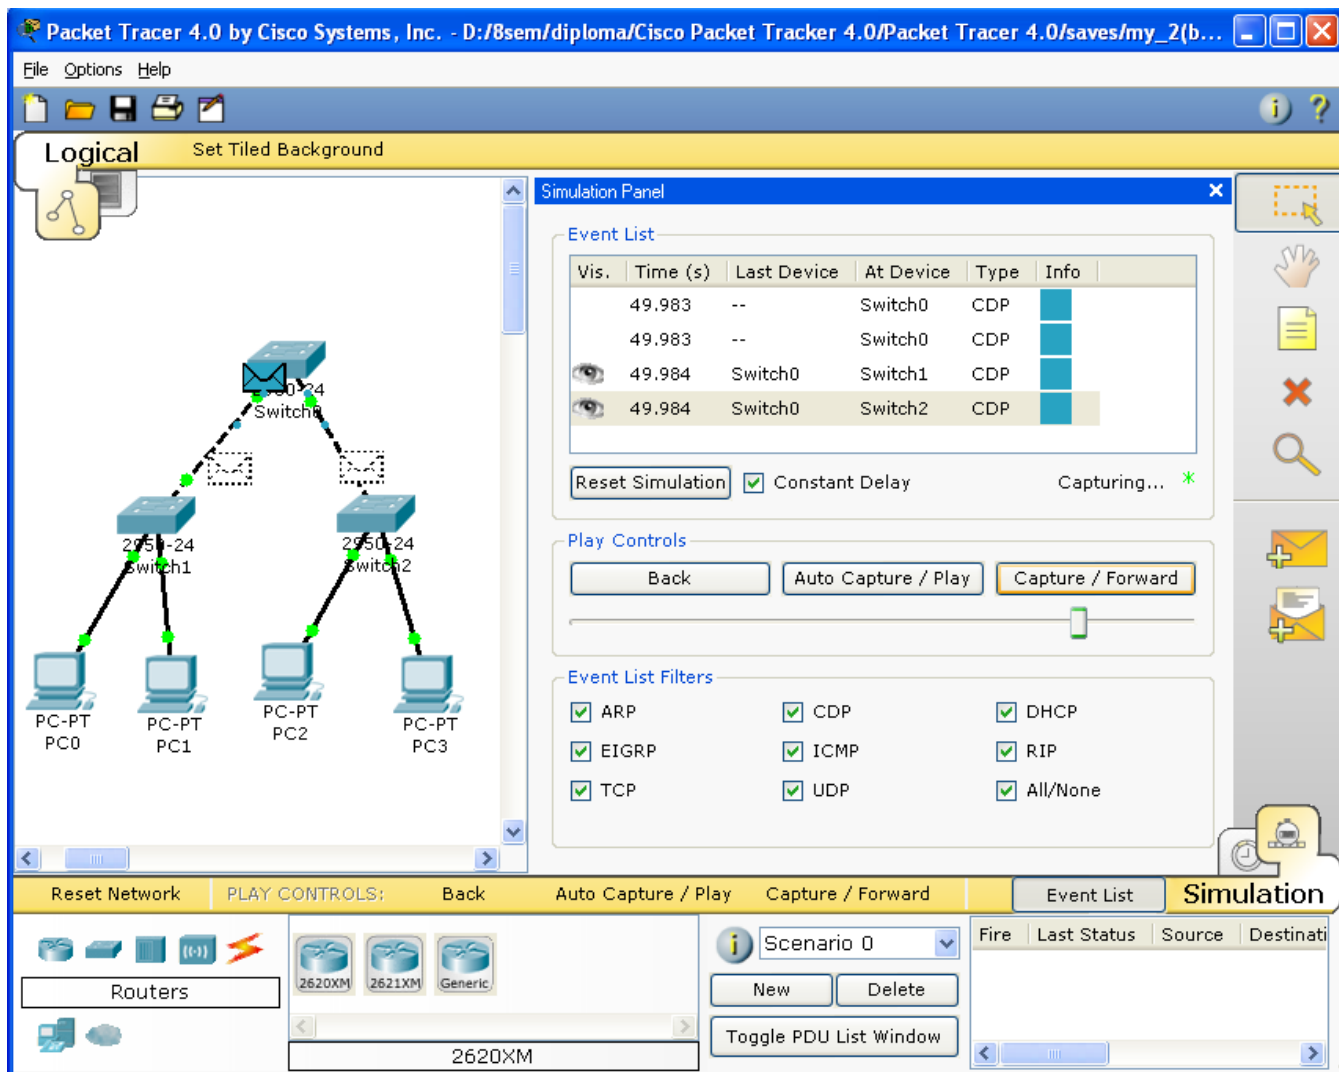 Packet Tracer 4.0 by Cisco Systems, Inc. - D:/8sem/diploma/Cisco Packet Tracker 4.0/Packet Tracer 4.0/saves/my_2(b...
File Options Help
Logical Set Tiled Background
Simulation Panel
Event List
Vis. Time (s) Last Device At Device Type Info
49.983 -- Switch0 CDP
49.983 -- Switch0 CDP
49.984 Switch0 Switch1 CDP
49.984 Switch0 Switch2 CDP
Reset Simulation Constant Delay Capturing... *
Play Controls
Back Auto Capture / Play Capture / Forward
Event List Filters
ARP CDP DHCP
EIGRP ICMP RIP
TCP UDP All/None
Switch0
2950-24
Switch1
2950-24
Switch2
PC-PT
PC0
PC-PT
PC1
PC-PT
PC2
PC-PT
PC3
Reset Network PLAY CONTROLS: Back Auto Capture / Play Capture / Forward Event List Simulation
Routers
2620XM 2621XM Generic
2620XM
Scenario 0
New Delete
Toggle PDU List Window
Fire Last Status Source Destinati